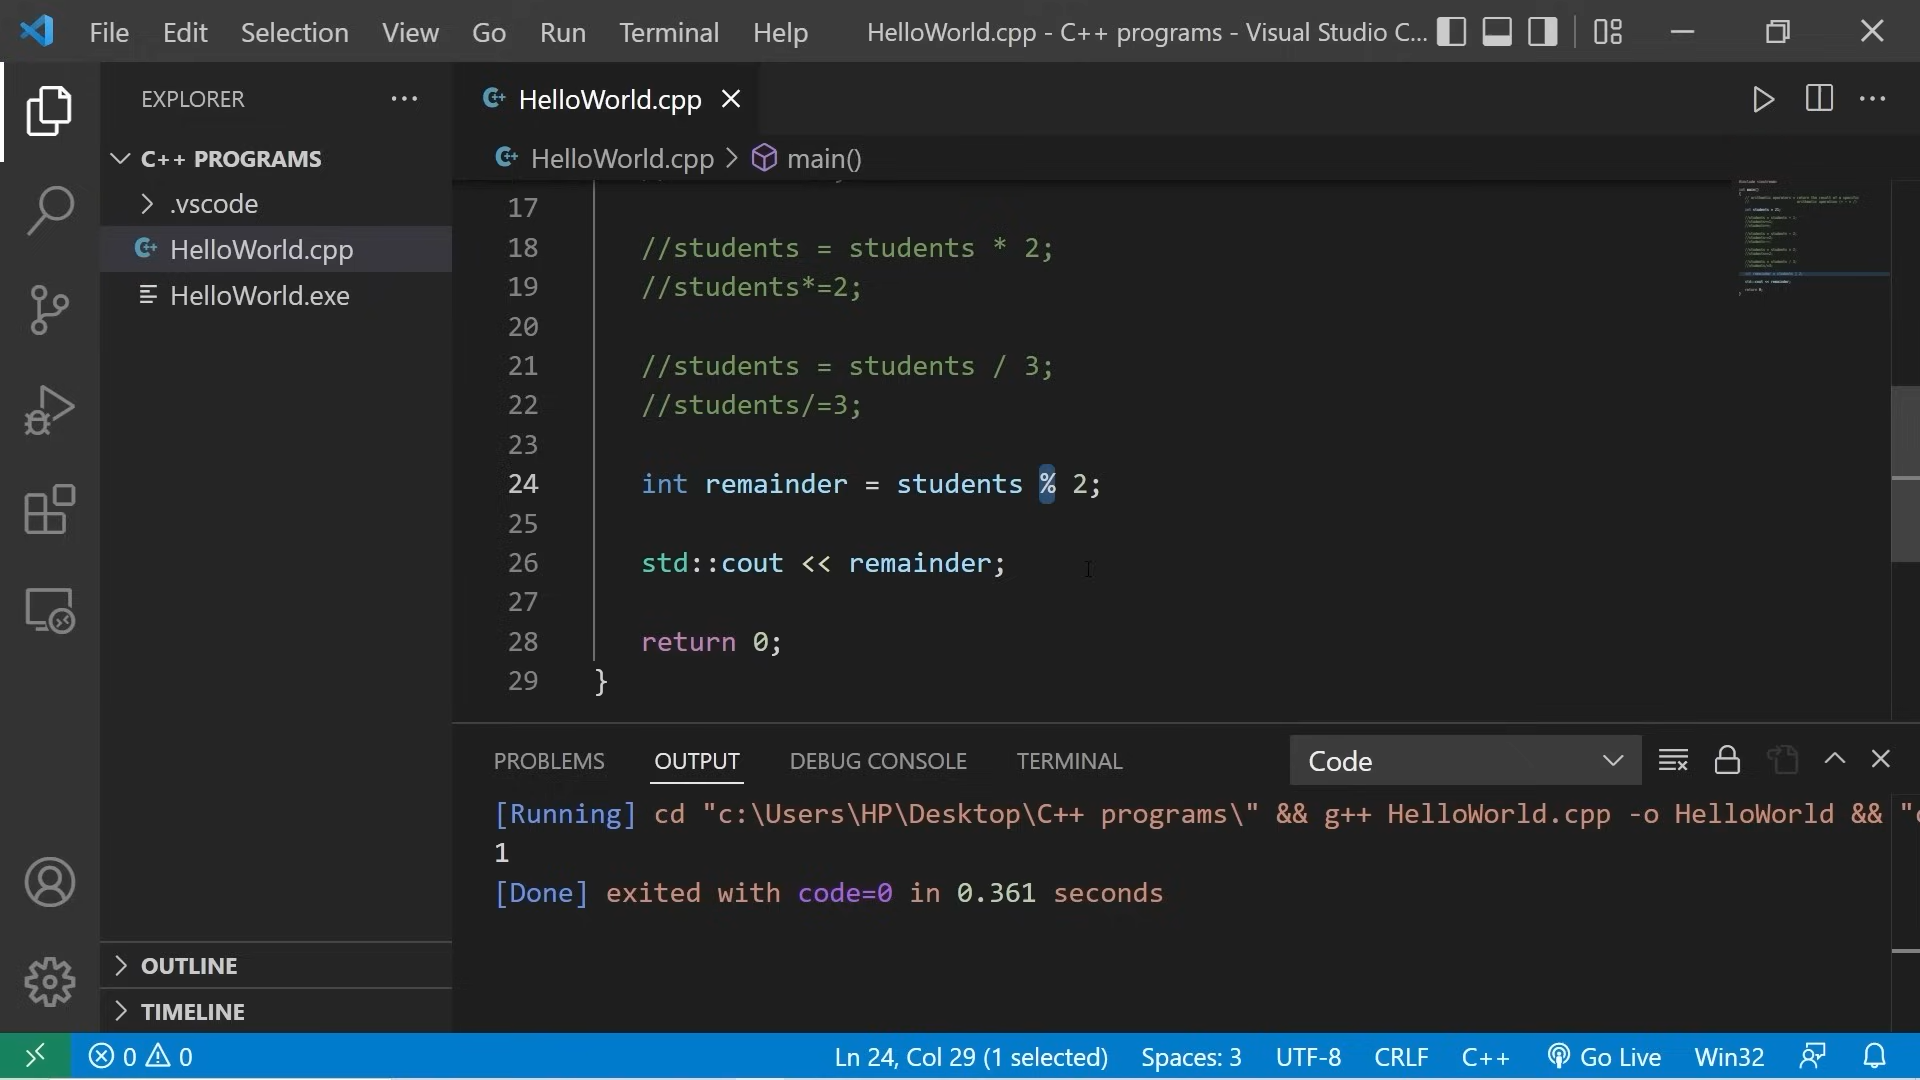 File Edit Selection View Go Run Terminal Help HelloWorld.cpp - C++ programs - Visual Studio C...
EXPLORER
C++ PROGRAMS
.vscode
HelloWorld.cpp
HelloWorld.exe
OUTLINE
TIMELINE
HelloWorld.cpp
HelloWorld.cpp > main()
17
18 //students = students * 2;
19 //students*=2;
20
21 //students = students / 3;
22 //students/=3;
23
24 int remainder = students % 2;
25
26 std::cout << remainder;
27
28 return 0;
29 }
PROBLEMS OUTPUT DEBUG CONSOLE TERMINAL Code
[Running] cd "c:\Users\HP\Desktop\C++ programs\" && g++ HelloWorld.cpp -o HelloWorld && "c
1
[Done] exited with code=0 in 0.361 seconds
0 0 Ln 24, Col 29 (1 selected) Spaces: 3 UTF-8 CRLF C++ Go Live Win32